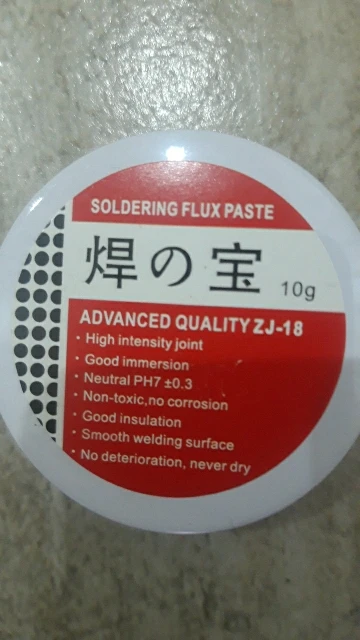 SOLDERING FLUX PASTE
焊の宝 10g
ADVANCED QUALITY ZJ-18
· High intensity joint
· Good immersion
· Neutral PH7 ±0.3
· Non-toxic,no corrosion
· Good insulation
· Smooth welding surface
· No deterioration, never dry